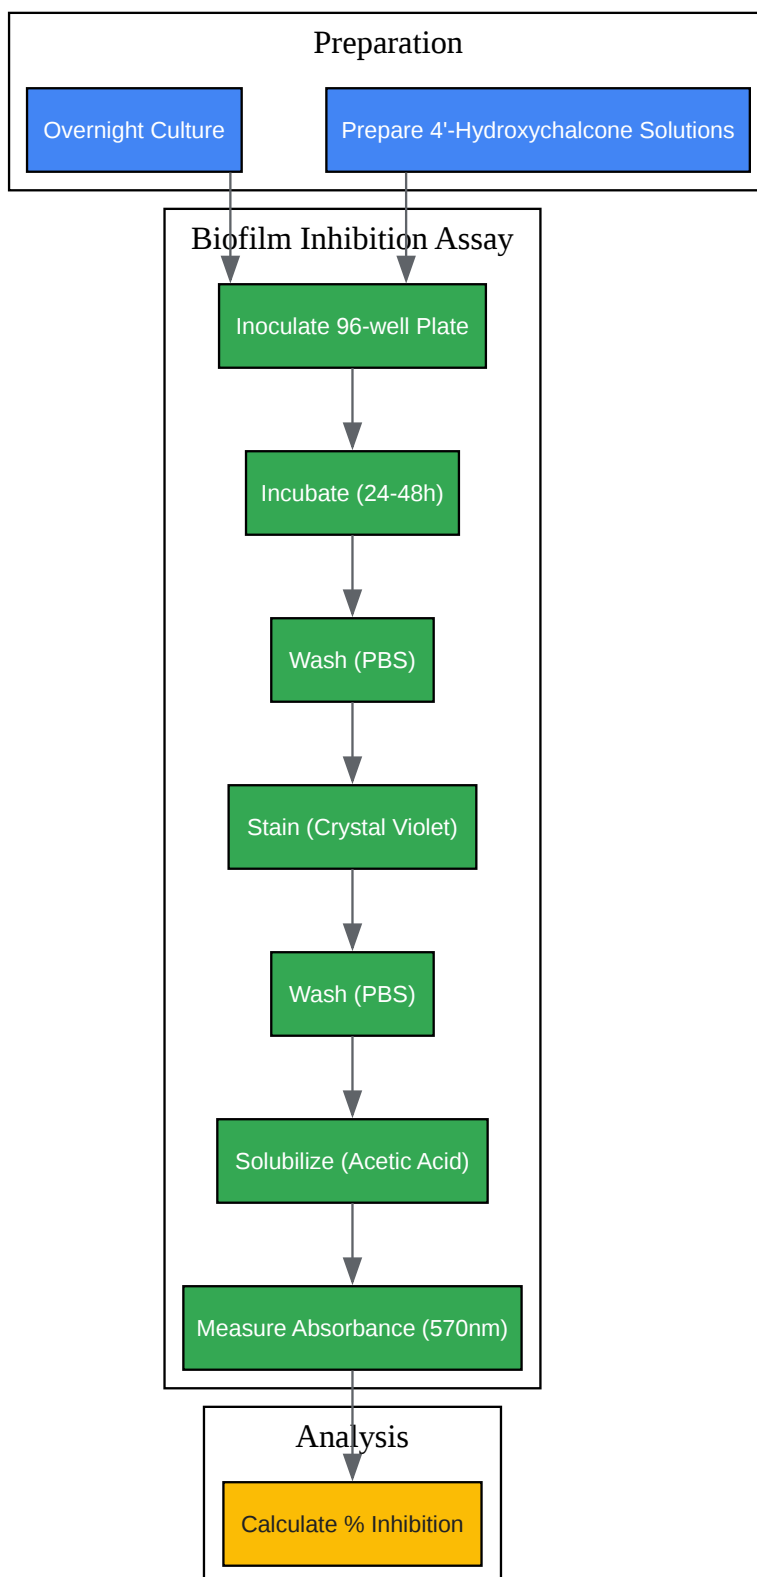 Preparation
Overnight Culture
Prepare 4'-Hydroxychalcone Solutions
Biofilm Inhibition Assay
Inoculate 96-well Plate
Incubate (24-48h)
Wash (PBS)
Stain (Crystal Violet)
Wash (PBS)
Solubilize (Acetic Acid)
Measure Absorbance (570nm)
Analysis
Calculate % Inhibition